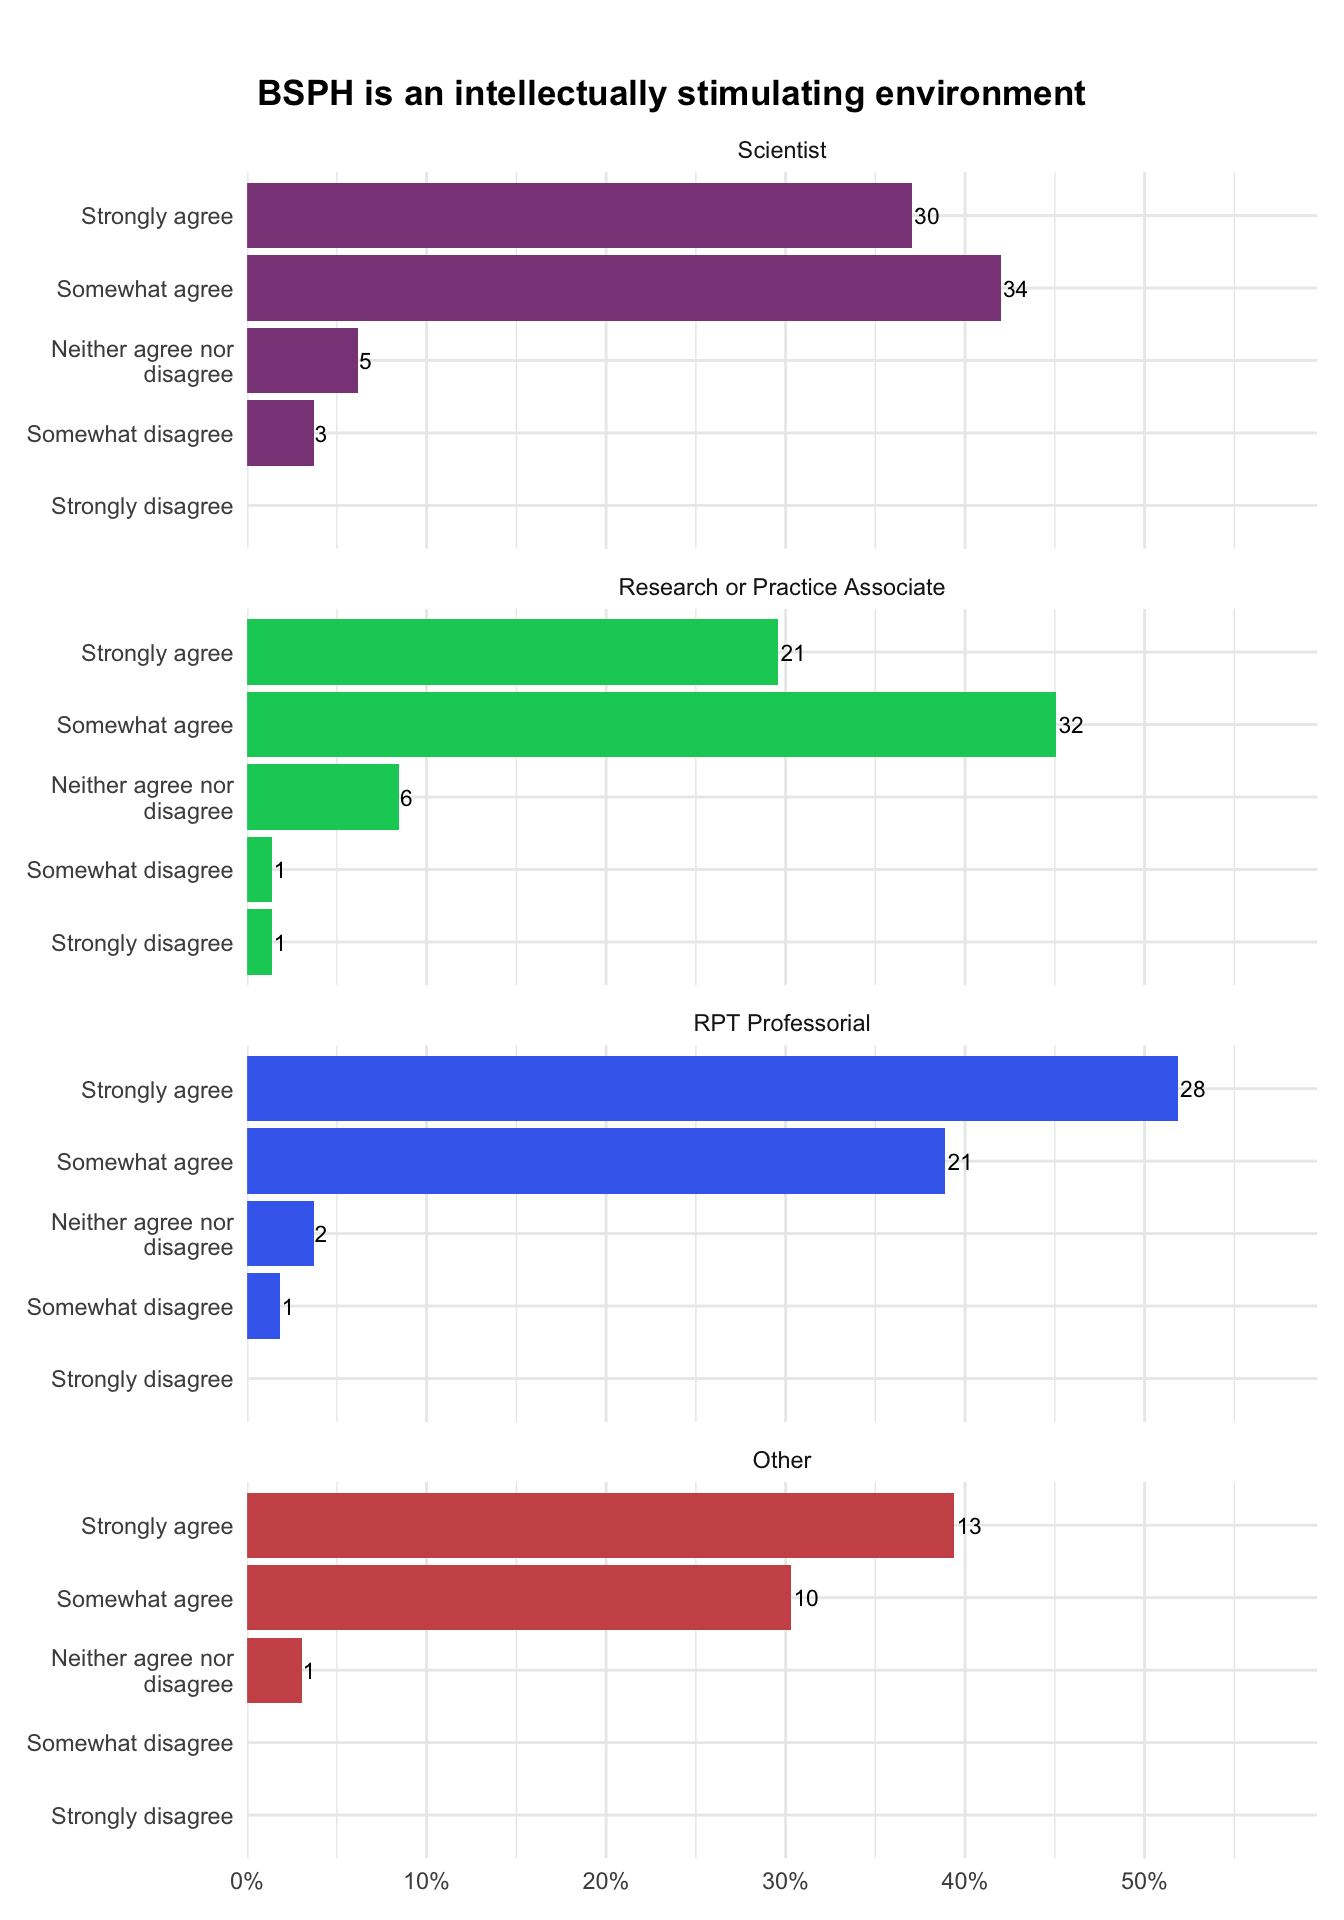 BSPH is an intellectually stimulating environment
Scientist
Strongly agree
30
Somewhat agree
34
Neither agree nor
disagree
5
Somewhat disagree
3
Strongly disagree
Research or Practice Associate
Strongly agree
21
Somewhat agree
32
Neither agree nor
disagree
6
Somewhat disagree
1
Strongly disagree
1
RPT Professorial
Strongly agree
28
Somewhat agree
21
Neither agree nor
disagree
2
Somewhat disagree
1
Strongly disagree
Other
Strongly agree
13
Somewhat agree
10
Neither agree nor
disagree
1
Somewhat disagree
Strongly disagree
0% 10% 20% 30% 40% 50%